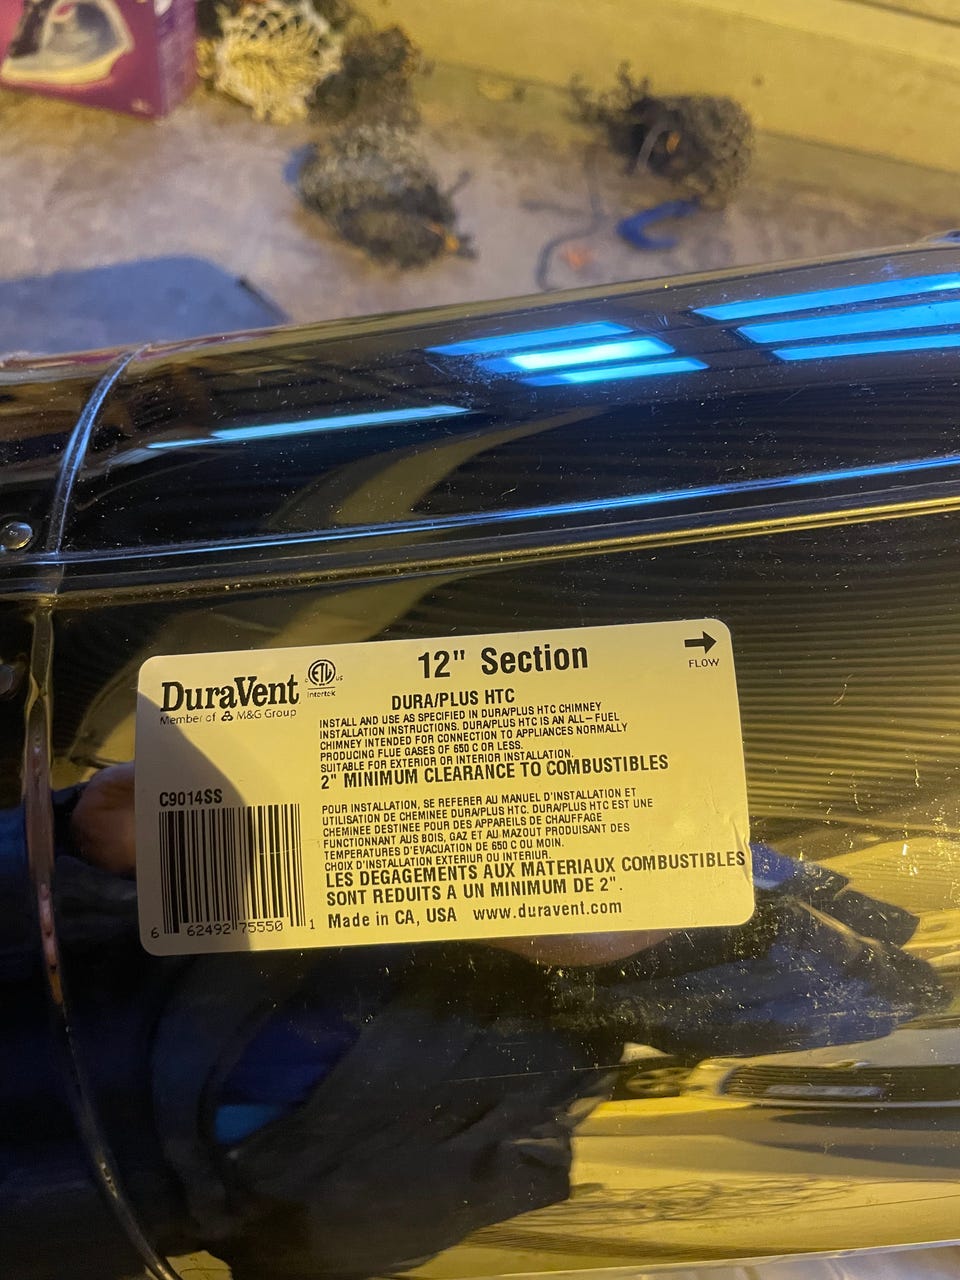 12" Section
FLOW
DuraVent
ETL
c us
Intertek
Member of M&G Group
DURA/PLUS HTC
INSTALL AND USE AS SPECIFIED IN DURA/PLUS HTC CHIMNEY
INSTALLATION INSTRUCTIONS. DURA/PLUS HTC IS AN ALL-FUEL
CHIMNEY INTENDED FOR CONNECTION TO APPLIANCES NORMALLY
PRODUCING FLUE GASES OF 650 C OR LESS.
SUITABLE FOR EXTERIOR OR INTERIOR INSTALLATION.
2" MINIMUM CLEARANCE TO COMBUSTIBLES
C9014SS
POUR INSTALLATION, SE REFERER AU MANUEL D'INSTALLATION ET
UTILISATION DE CHEMINEE DURA/PLUS HTC. DURA/PLUS HTC EST UNE
CHEMINEE DESTINEE POUR DES APPAREILS DE CHAUFFAGE
FUNCTIONNANT AUS BOIS, GAZ ET AU MAZOUT PRODUISANT DES
TEMPERATURES D'EVACUATION DE 650 C OU MOIN.
CHOIX D'INSTALLATION EXTERIUR OU INTERIUR.
LES DEGAGEMENTS AUX MATERIAUX COMBUSTIBLES
SONT REDUITS A UN MINIMUM DE 2".
Made in CA, USA www.duravent.com
6 62492 75550 1